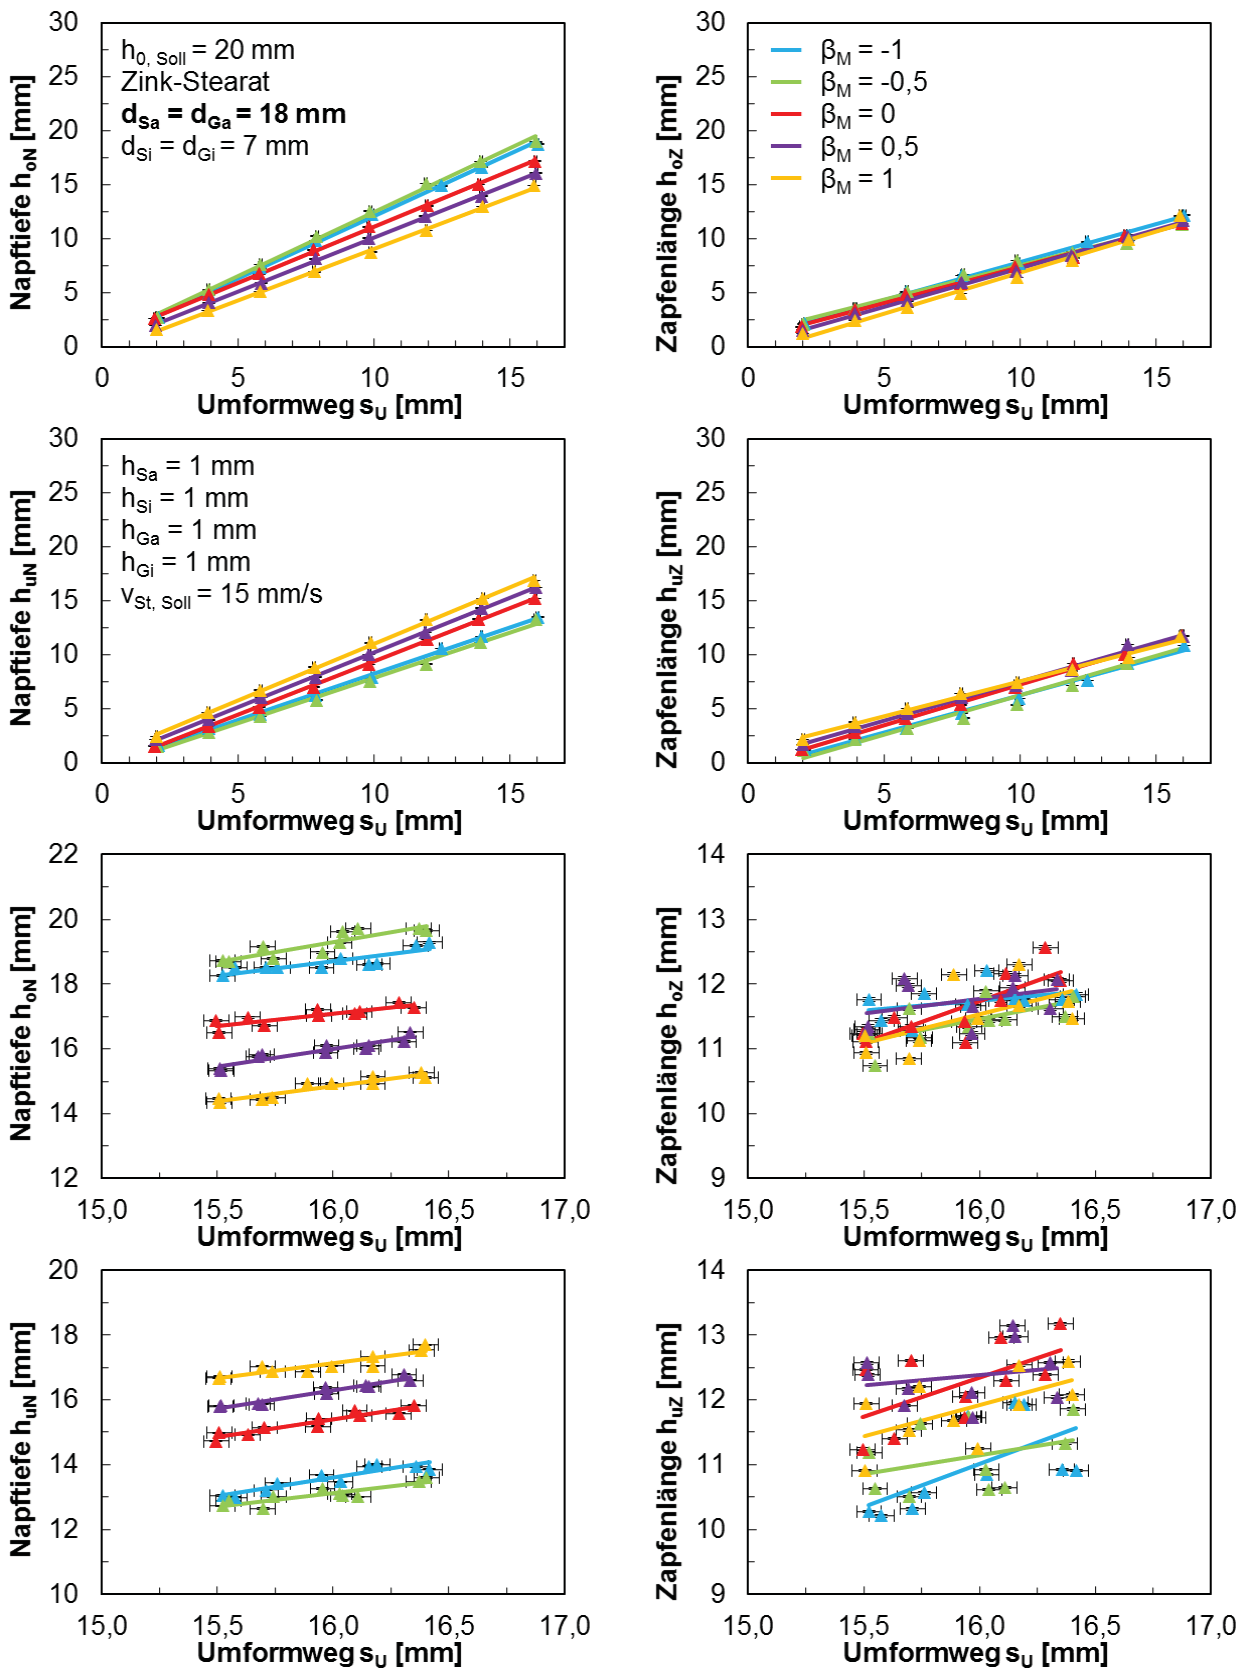 30
25
20
15
10
5
0
Napftiefe hoN [mm]
h0, Soll = 20 mm
Zink-Stearat
dSa = dGa = 18 mm
dSi = dGi = 7 mm
0 5 10 15
Umformweg sU [mm]
30
25
20
15
10
5
0
Zapfenlänge hoZ [mm]
βM = -1
βM = -0,5
βM = 0
βM = 0,5
βM = 1
0 5 10 15
Umformweg sU [mm]
30
25
20
15
10
5
0
Napftiefe huN [mm]
hSa = 1 mm
hSi = 1 mm
hGa = 1 mm
hGi = 1 mm
vSt, Soll = 15 mm/s
0 5 10 15
Umformweg sU [mm]
30
25
20
15
10
5
0
Zapfenlänge huZ [mm]
0 5 10 15
Umformweg sU [mm]
22
20
18
16
14
12
Napftiefe hoN [mm]
15,0 15,5 16,0 16,5 17,0
Umformweg sU [mm]
14
13
12
11
10
9
Zapfenlänge hoZ [mm]
15,0 15,5 16,0 16,5 17,0
Umformweg sU [mm]
20
18
16
14
12
10
Napftiefe huN [mm]
15,0 15,5 16,0 16,5 17,0
Umformweg sU [mm]
14
13
12
11
10
9
Zapfenlänge huZ [mm]
15,0 15,5 16,0 16,5 17,0
Umformweg sU [mm]